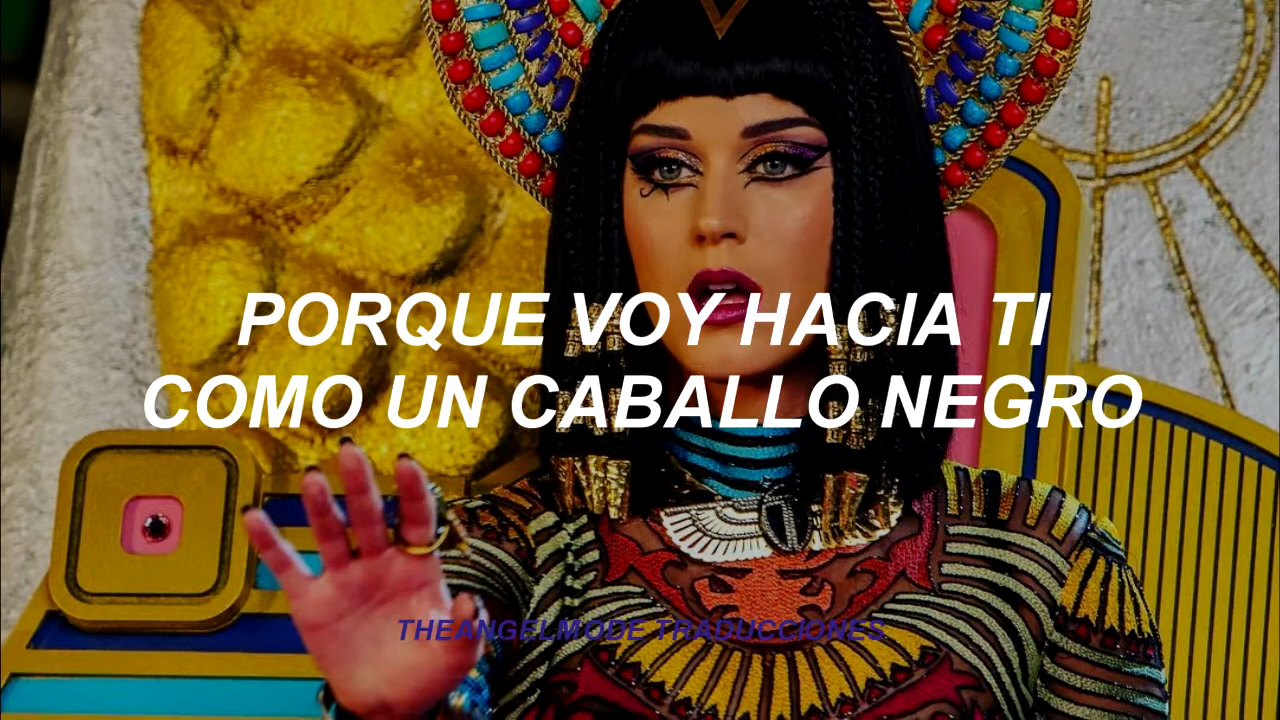 PORQUE VOY HACIA TI
COMO UN CABALLO NEGRO
THEANGELMODE TRADUCCIONES